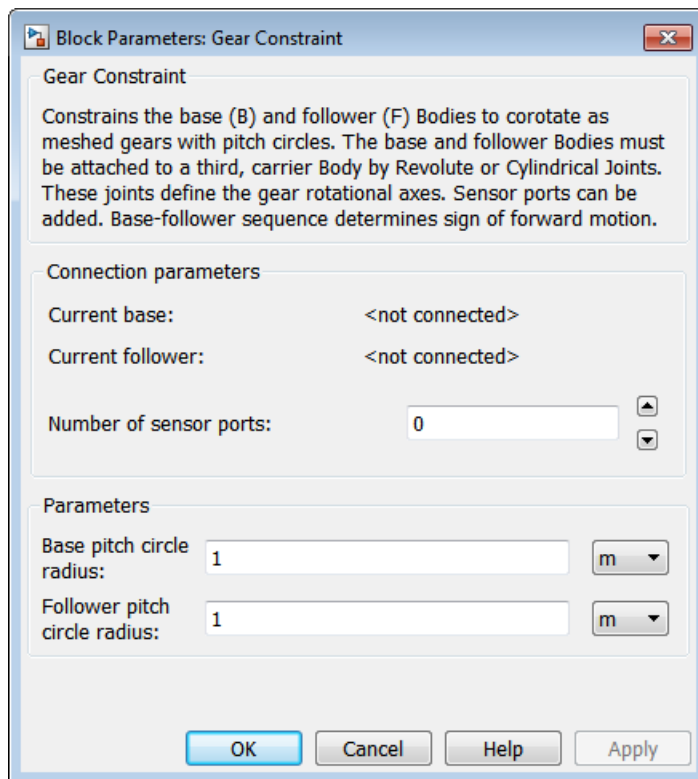 Block Parameters: Gear Constraint
Gear Constraint
Constrains the base (B) and follower (F) Bodies to corotate as
meshed gears with pitch circles. The base and follower Bodies must
be attached to a third, carrier Body by Revolute or Cylindrical Joints.
These joints define the gear rotational axes. Sensor ports can be
added. Base-follower sequence determines sign of forward motion.
Connection parameters
Current base: <not connected>
Current follower: <not connected>
Number of sensor ports: 0
Parameters
Base pitch circle
radius: 1 m
Follower pitch
circle radius: 1 m
OK Cancel Help Apply